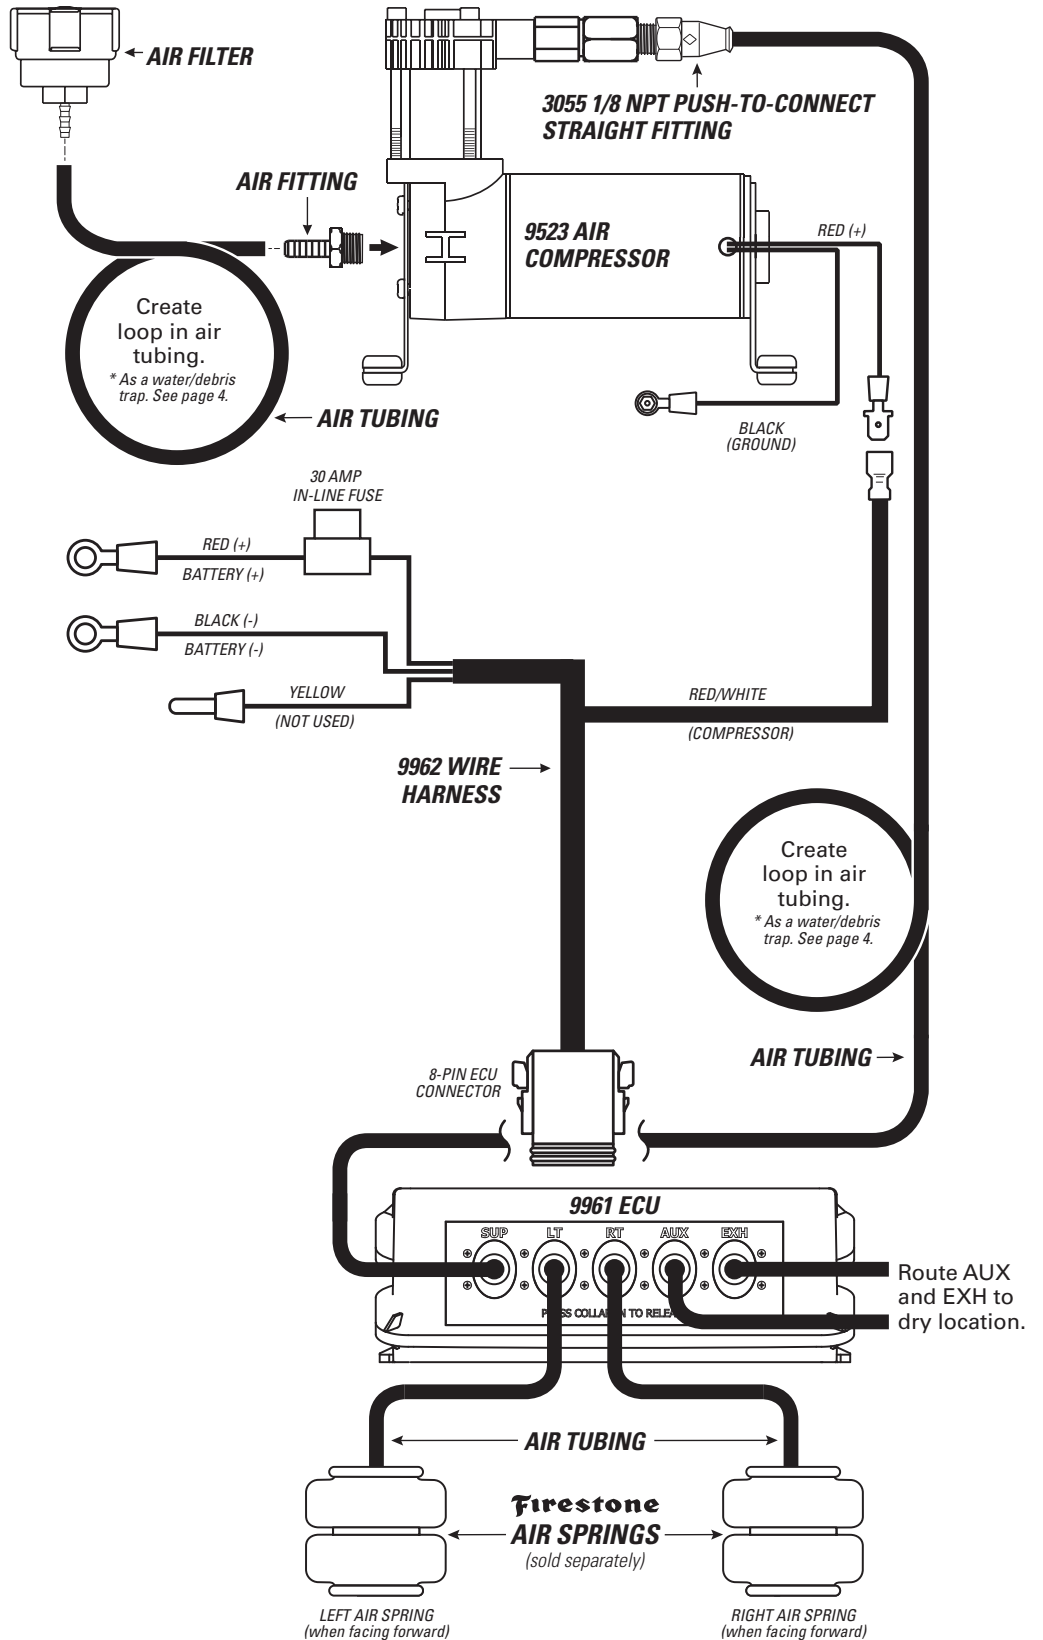 AIR FILTER
3055 1/8 NPT PUSH-TO-CONNECT
STRAIGHT FITTING
AIR FITTING
9523 AIR
COMPRESSOR
RED (+)
Create
loop in air
tubing.
* As a water/debris
trap. See page 4.
AIR TUBING
BLACK
(GROUND)
30 AMP
IN-LINE FUSE
RED (+)
BATTERY (+)
BLACK (-)
BATTERY (-)
YELLOW
(NOT USED)
RED/WHITE
(COMPRESSOR)
9962 WIRE
HARNESS
Create
loop in air
tubing.
* As a water/debris
trap. See page 4.
AIR TUBING
8-PIN ECU
CONNECTOR
9961 ECU
SUP LT RT AUX EXH
COLLAR TO
Route AUX
and EXH to
dry location.
AIR TUBING
Firestone
AIR SPRINGS
(sold separately)
LEFT AIR SPRING
(when facing forward)
RIGHT AIR SPRING
(when facing forward)